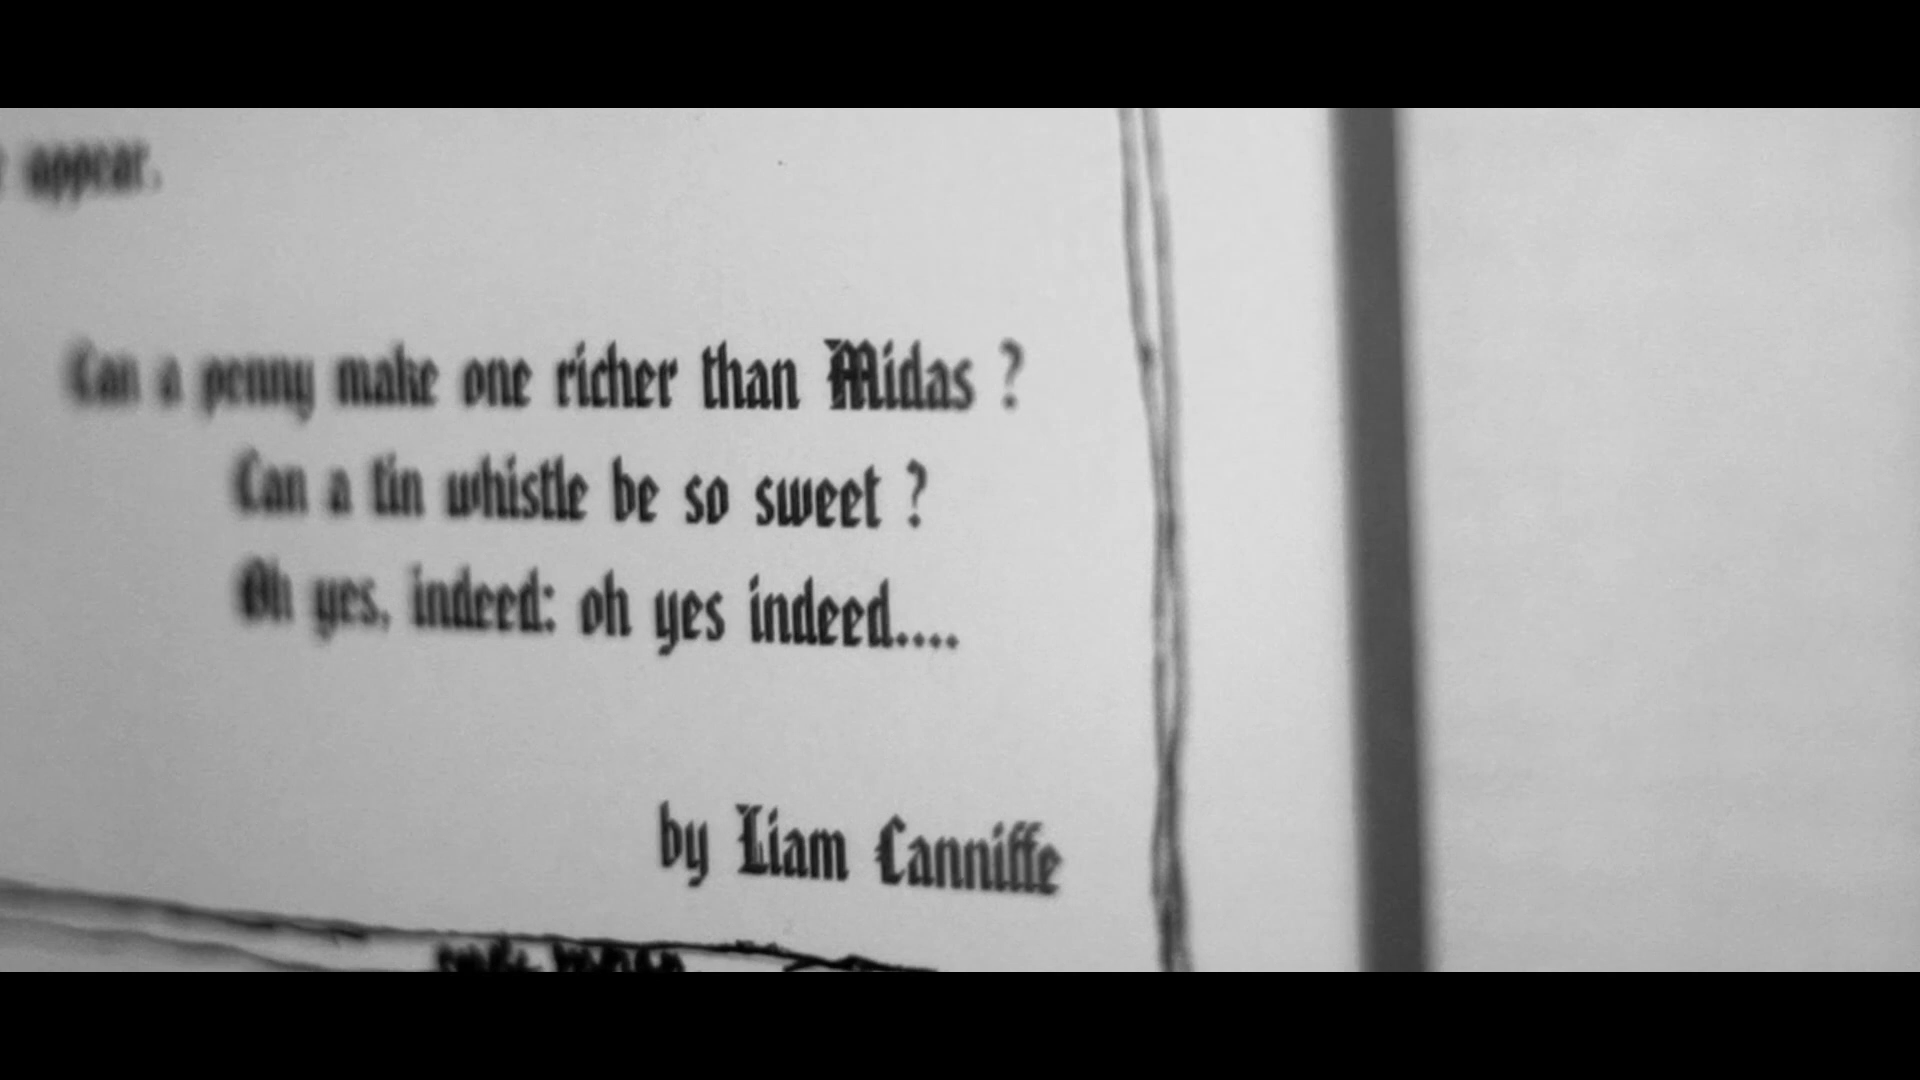 appear.
Can a penny make one richer than Midas ?
Can a tin whistle be so sweet ?
Oh yes, indeed: oh yes indeed....
by Liam Canniffe